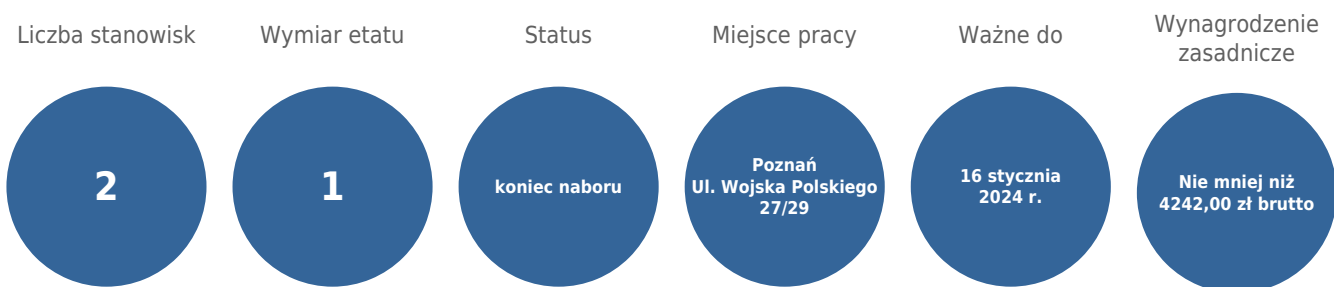 Liczba stanowisk
2
Wymiar etatu
1
Status
koniec naboru
Miejsce pracy
Poznań
Ul. Wojska Polskiego
27/29
Ważne do
16 stycznia
2024 r.
Wynagrodzenie
zasadnicze
Nie mniej niż
4242,00 zł brutto